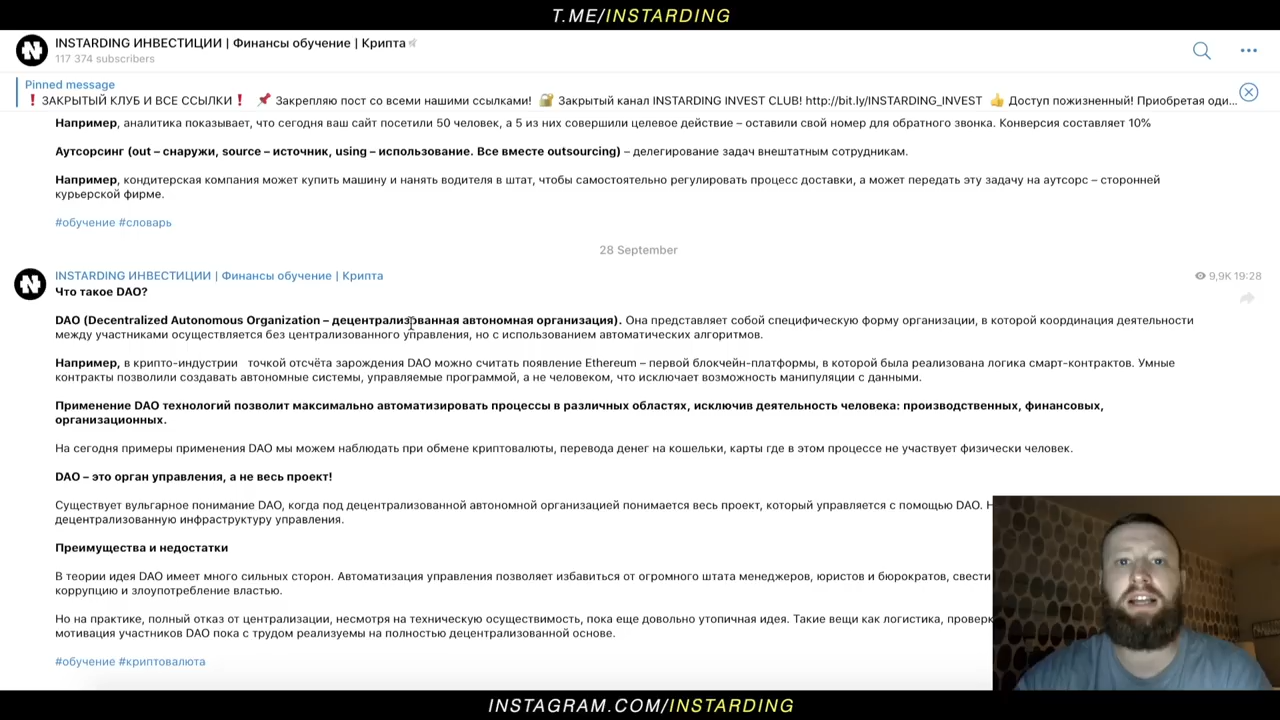 T.ME/INSTARDING
INSTARDING ИНВЕСТИЦИИ | Финансы обучение | Крипта
117 374 subscribers
Pinned message
❗ ЗАКРЫТЫЙ КЛУБ И ВСЕ ССЫЛКИ❗ 📌 Закрепляю пост со всеми нашими ссылками! 🔐 Закрытый канал INSTARDING INVEST CLUB! http://bit.ly/INSTARDING_INVEST 👍 Доступ пожизненный! Приобретая оди...
Например, аналитика показывает, что сегодня ваш сайт посетили 50 человек, а 5 из них совершили целевое действие – оставили свой номер для обратного звонка. Конверсия составляет 10%
Аутсорсинг (out – снаружи, source – источник, using – использование. Все вместе outsourcing) – делегирование задач внештатным сотрудникам.
Например, кондитерская компания может купить машину и нанять водителя в штат, чтобы самостоятельно регулировать процесс доставки, а может передать эту задачу на аутсорс – сторонней
курьерской фирме.
#обучение #словарь
28 September
INSTARDING ИНВЕСТИЦИИ | Финансы обучение | Крипта
9,9K 19:28
Что такое DAO?
DAO (Decentralized Autonomous Organization – децентрализованная автономная организация). Она представляет собой специфическую форму организации, в которой координация деятельности
между участниками осуществляется без централизованного управления, но с использованием автоматических алгоритмов.
Например, в крипто-индустрии точкой отсчёта зарождения DAO можно считать появление Ethereum – первой блокчейн-платформы, в которой была реализована логика смарт-контрактов. Умные
контракты позволили создавать автономные системы, управляемые программой, а не человеком, что исключает возможность манипуляции с данными.
Применение DAO технологий позволит максимально автоматизировать процессы в различных областях, исключив деятельность человека: производственных, финансовых,
организационных.
На сегодня примеры применения DAO мы можем наблюдать при обмене криптовалюты, перевода денег на кошельки, карты где в этом процессе не участвует физически человек.
DAO – это орган управления, а не весь проект!
Существует вульгарное понимание DAO, когда под децентрализованной автономной организацией понимается весь проект, который управляется с помощью DAO.
децентрализованную инфраструктуру управления.
Преимущества и недостатки
В теории идея DAO имеет много сильных сторон. Автоматизация управления позволяет избавиться от огромного штата менеджеров, юристов и бюрократов, свести
коррупцию и злоупотребление властью.
Но на практике, полный отказ от централизации, несмотря на техническую осуществимость, пока еще довольно утопичная идея. Такие вещи как логистика,
мотивация участников DAO пока с трудом реализуемы на полностью децентрализованной основе.
#обучение #криптовалюта
INSTAGRAM.COM/INSTARDING